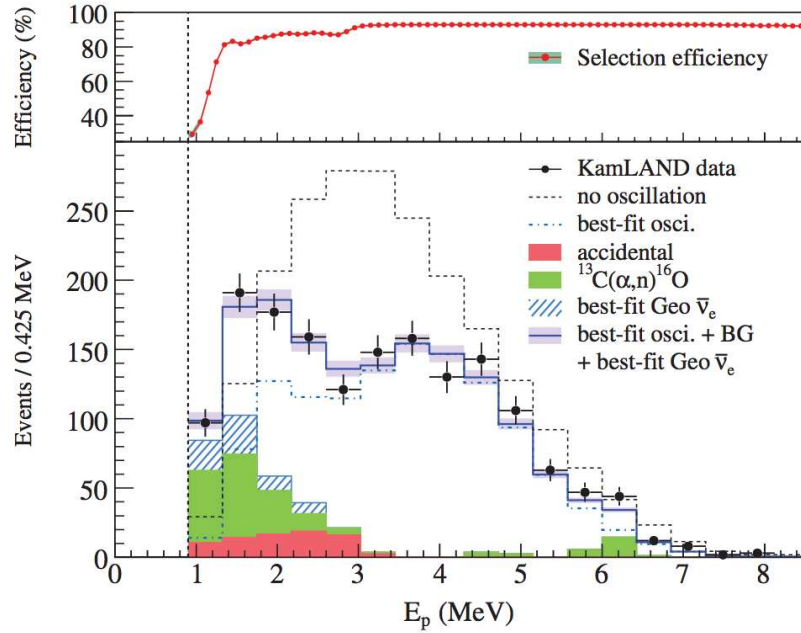 Efficiency (%)
100
80
60
40
Selection efficiency
Events / 0.425 MeV
250
200
150
100
50
0
KamLAND data
no oscillation
best-fit osci.
accidental
¹³C(α,n)¹⁶O
best-fit Geo ν̄ₑ
best-fit osci. + BG
+ best-fit Geo ν̄ₑ
0 1 2 3 4 5 6 7 8
Eₚ (MeV)